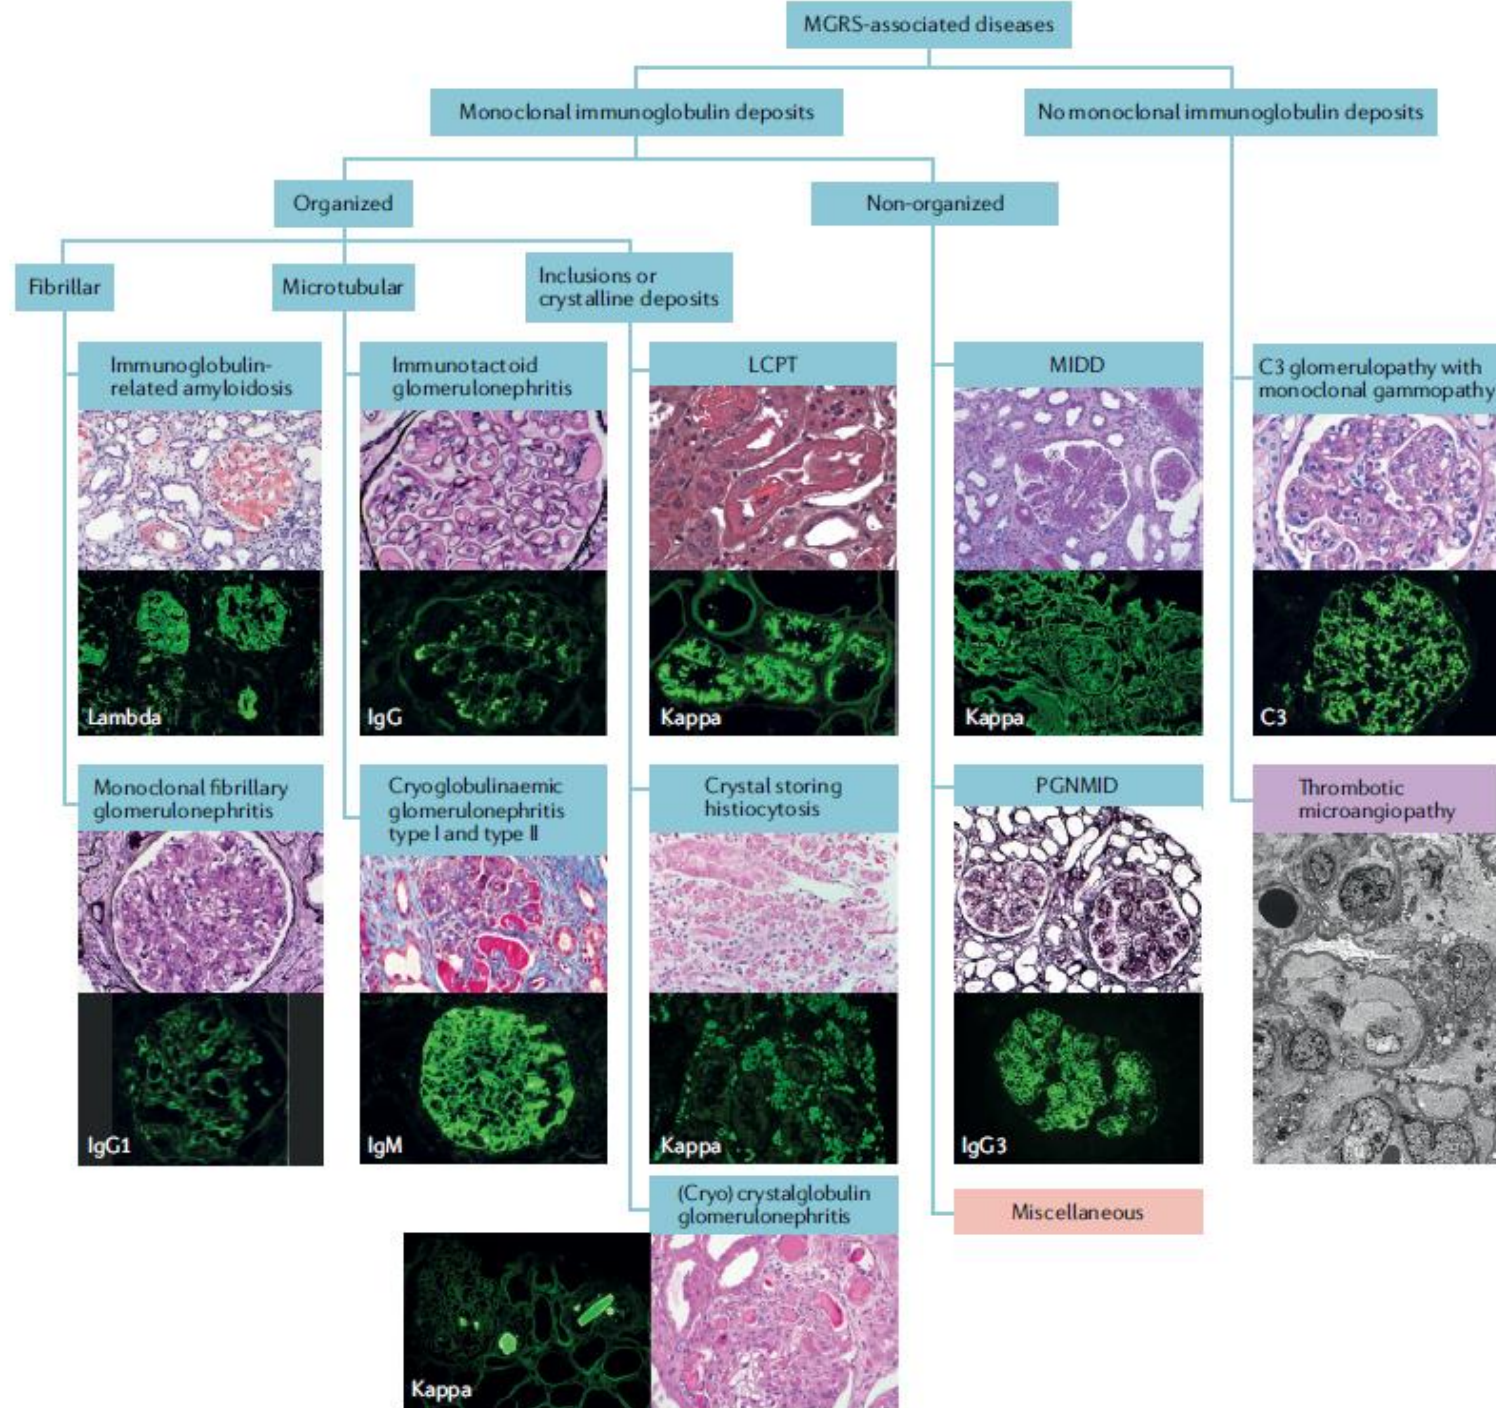 MGRS-associated diseases
Monoclonal immunoglobulin deposits
No monoclonal immunoglobulin deposits
Organized
Non-organized
Fibrillar
Microtubular
Inclusions or
crystalline deposits
Immunoglobulin-
related amyloidosis
Immunotactoid
glomerulonephritis
LCPT
MIDD
C3 glomerulopathy with
monoclonal gammopathy
Lambda
IgG
Kappa
Kappa
C3
Monoclonal fibrillary
glomerulonephritis
Cryoglobulinaemic
glomerulonephritis
type I and type II
Crystal storing
histiocytosis
PGNMID
Thrombotic
microangiopathy
IgG1
IgM
Kappa
IgG3
(Cryo) crystalglobulin
glomerulonephritis
Miscellaneous
Kappa